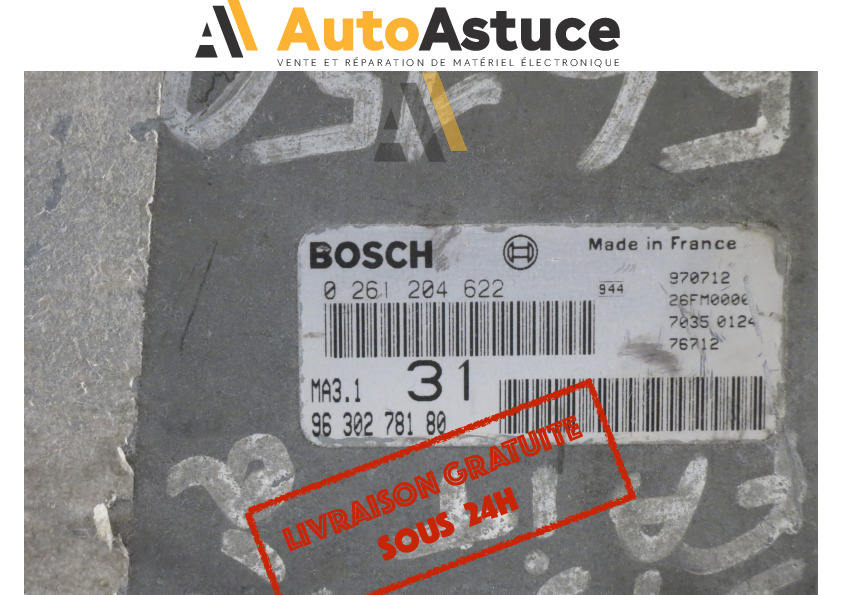 AutoAstuce
VENTE ET RÉPARATION DE MATÉRIEL ÉLECTRONIQUE
BOSCH
Made in France
0 261 204 622
944
970712
26FM0000
7035 0124
76712
MA3.1
31
96 302 781 80
LIVRAISON GRATUITE
SOUS 24H